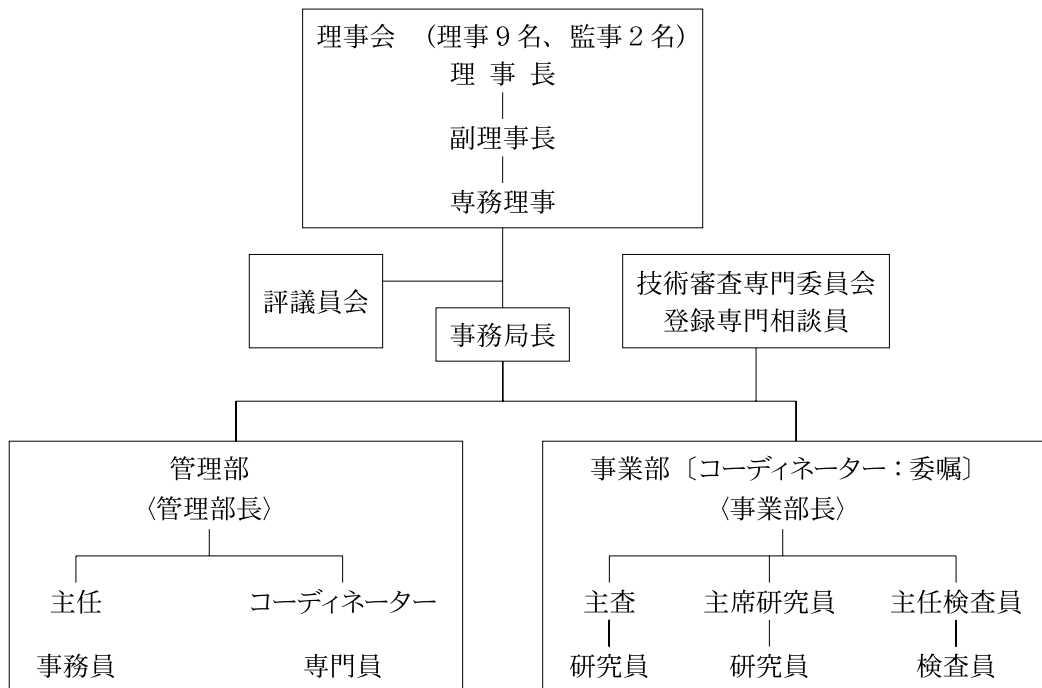 理事会 （理事９名、監事２名）
理 事 長
副理事長
専務理事
評議員会
技術審査専門委員会
登録専門相談員
事務局長
管理部
〈管理部長〉
主任
コーディネーター
事務員
専門員
事業部〔コーディネーター：委嘱〕
〈事業部長〉
主査
主席研究員
主任検査員
研究員
研究員
検査員